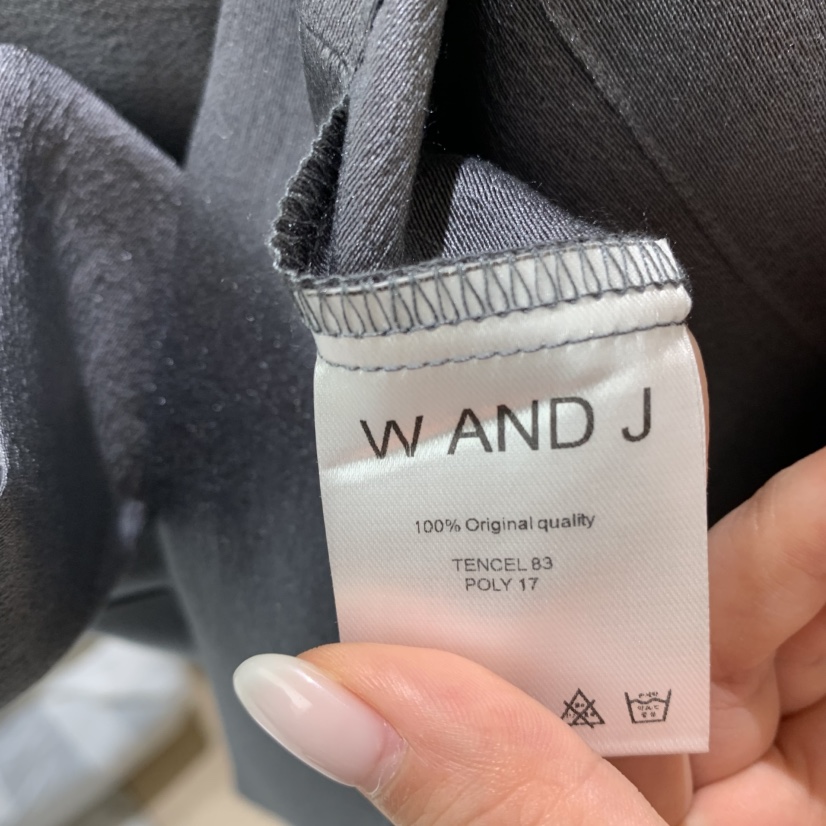 W AND J
100% Original quality
TENCEL 83
POLY 17